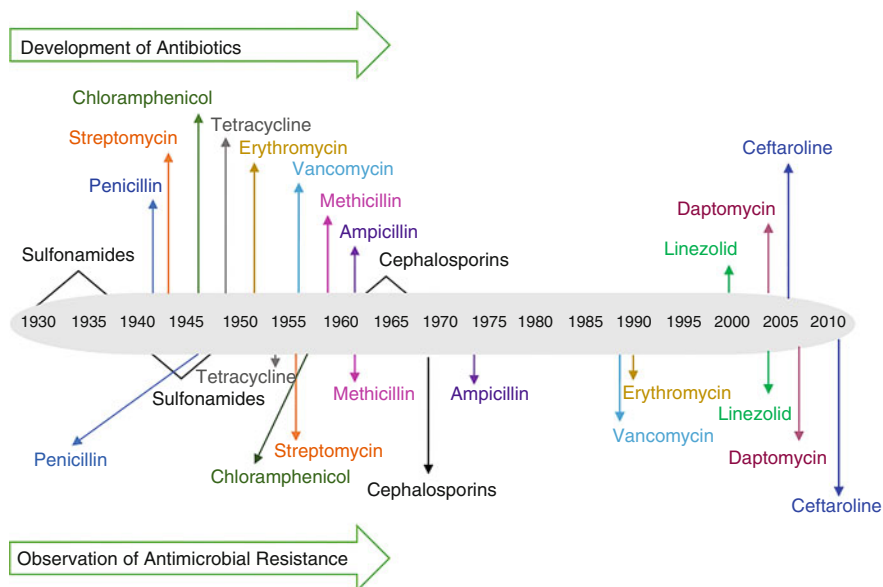 Development of Antibiotics
Chloramphenicol
Tetracycline
Streptomycin
Erythromycin
Ceftaroline
Vancomycin
Penicillin
Methicillin
Daptomycin
Ampicillin
Linezolid
Sulfonamides
Cephalosporins
1930 1935 1940 1945 1950 1955 1960 1965 1970 1975 1980 1985 1990 1995 2000 2005 2010
Tetracycline
Sulfonamides
Methicillin
Ampicillin
Erythromycin
Linezolid
Vancomycin
Streptomycin
Penicillin
Daptomycin
Chloramphenicol
Cephalosporins
Ceftaroline
Observation of Antimicrobial Resistance